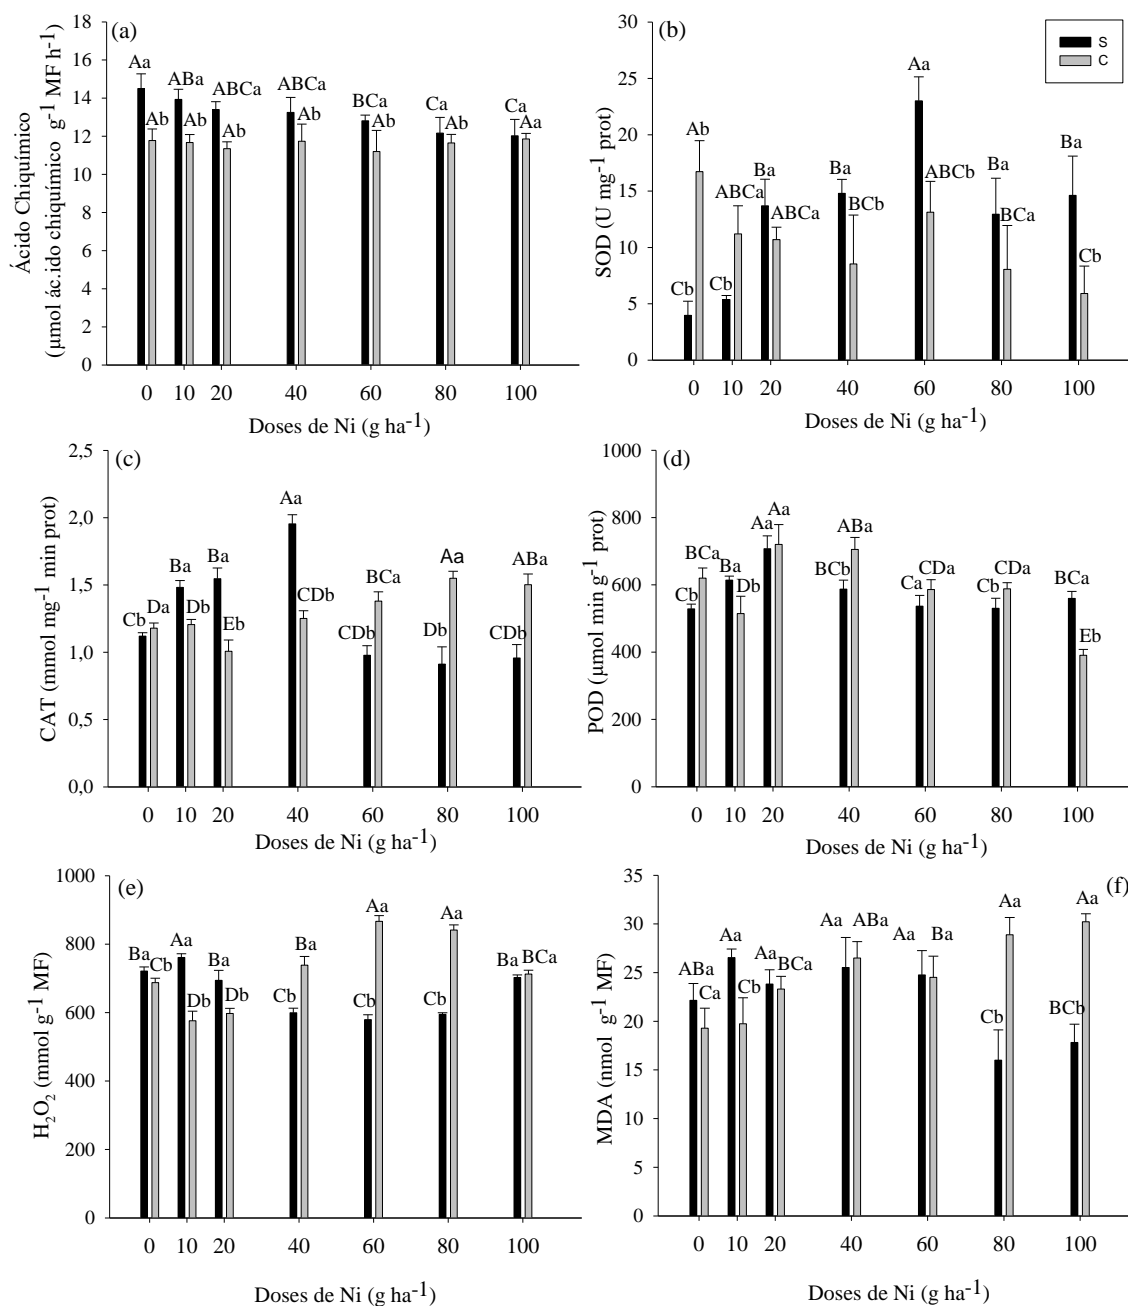 (a)
18
16
14
12
10
8
6
4
2
0
Ácido Chiquímico
(µmol ác.ido chiquímico g⁻¹ MF h⁻¹)
Aa
Ab
ABa
Ab
ABCa
Ab
ABCa
Ab
BCa
Ab
Ca
Ab
Ca
Aa
0 10 20 40 60 80 100
Doses de Ni (g ha⁻¹)
(b)
S
C
30
25
20
15
10
5
0
SOD (U mg⁻¹ prot)
Cb
Ab
Cb
ABCa
Ba
ABCa
Ba
BCb
Aa
ABCb
Ba
BCa
Ba
Cb
0 10 20 40 60 80 100
Doses de Ni (g ha⁻¹)
(c)
2,5
2,0
1,5
1,0
0,5
0,0
CAT (mmol mg⁻¹ min prot)
Cb
Da
Ba
Db
Ba
Eb
Aa
CDb
CDb
BCa
Db
Aa
CDb
ABa
0 10 20 40 60 80 100
Doses de Ni (g ha⁻¹)
(d)
1000
800
600
400
200
0
POD (µmol min g⁻¹ prot)
Cb
BCa
Ba
Db
Aa
Aa
BCb
ABa
Ca
CDa
Cb
CDa
BCa
Eb
0 10 20 40 60 80 100
Doses de Ni (g ha⁻¹)
(e)
1000
800
600
400
200
0
H₂O₂ (mmol g⁻¹ MF)
Ba
Cb
Aa
Db
Ba
Db
Cb
Ba
Cb
Aa
Cb
Aa
Ba
BCa
0 10 20 40 60 80 100
Doses de Ni (g ha⁻¹)
(f)
35
30
25
20
15
10
5
0
MDA (nmol g⁻¹ MF)
ABa
Ca
Aa
Cb
Aa
BCa
Aa
ABa
Aa
Ba
Cb
Aa
BCb
Aa
0 10 20 40 60 80 100
Doses de Ni (g ha⁻¹)